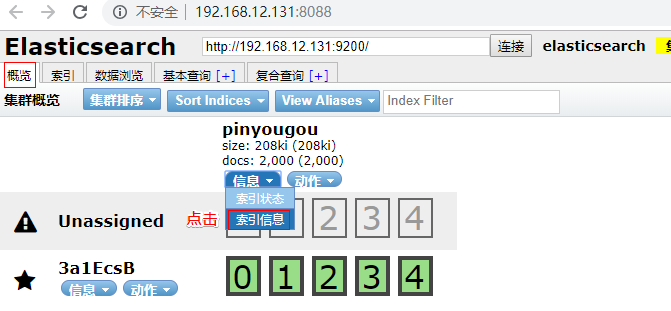 不安全 | 192.168.12.131:8088
Elasticsearch http://192.168.12.131:9200/ 连接 elasticsearch
概览 索引 数据浏览 基本查询 [+] 复合查询 [+]
集群概览 集群排序 Sort Indices View Aliases Index Filter
pinyougou
size: 208ki (208ki)
docs: 2,000 (2,000)
信息 动作
索引状态
Unassigned 点击 索引信息 2 3 4
3a1EcsB 0 1 2 3 4
信息 动作